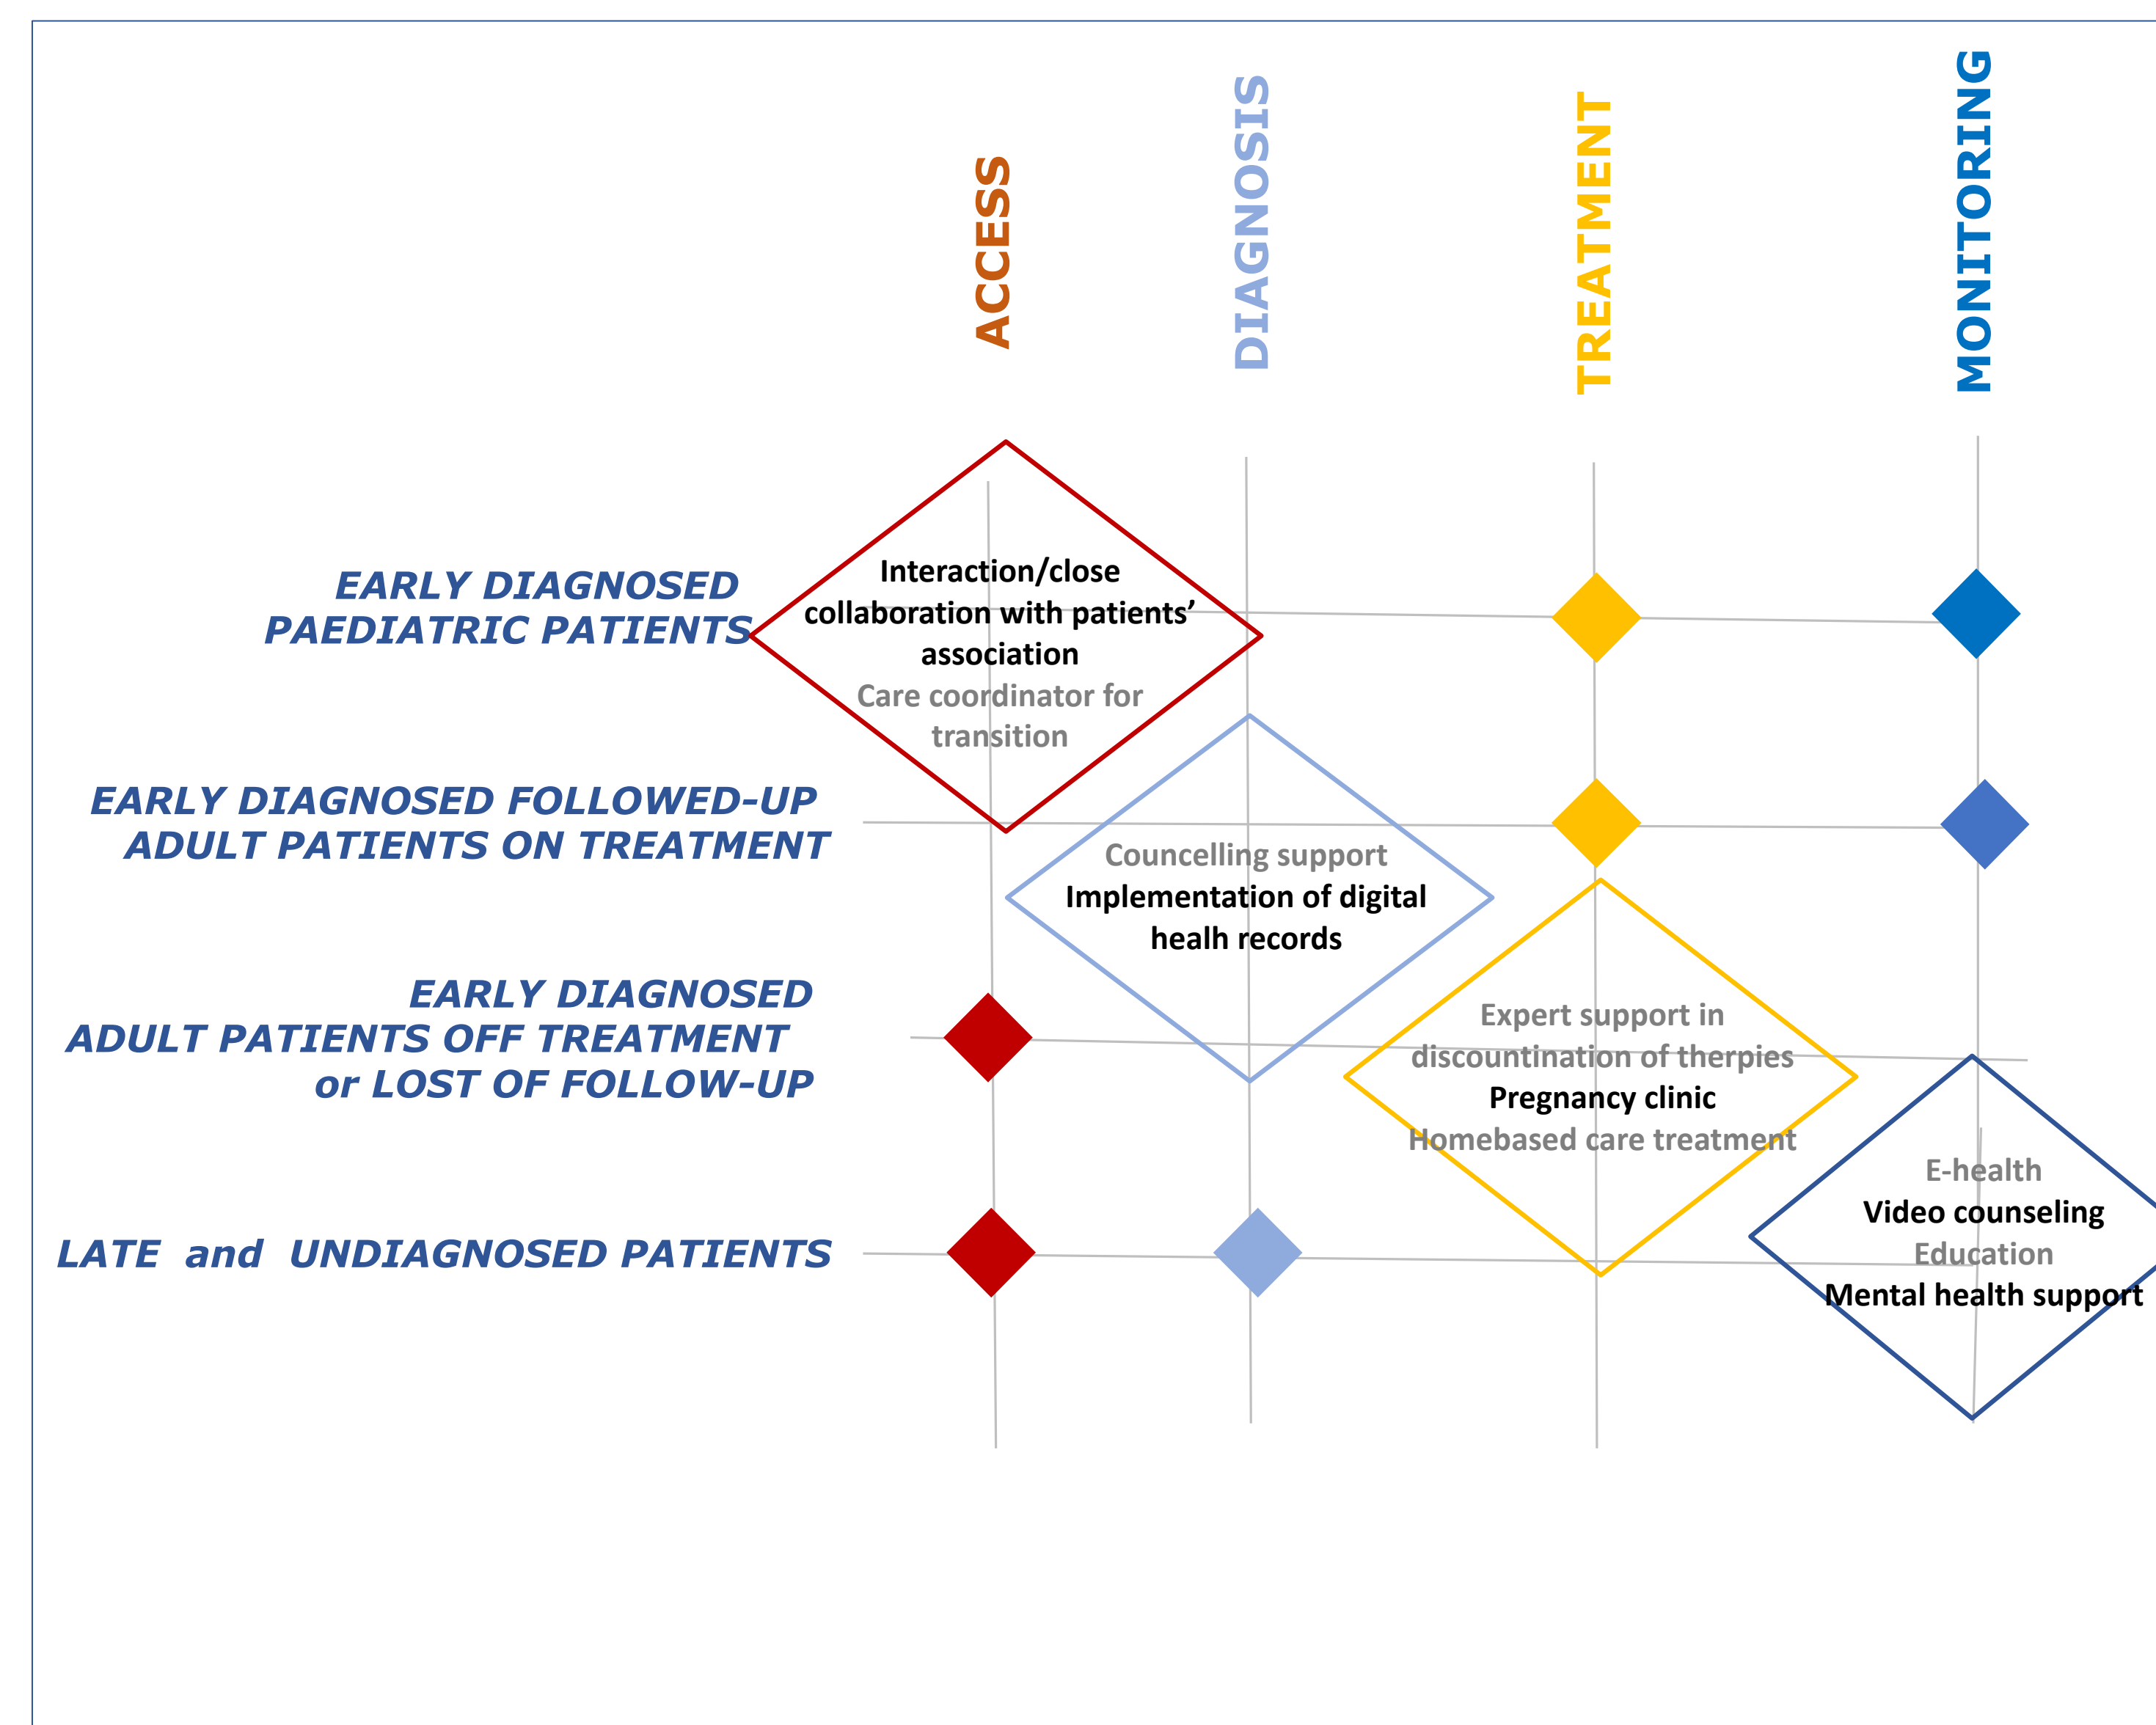 ACCESS
DIAGNOSIS
TREATMENT
MONITORING
EARLY DIAGNOSED
PAEDIATRIC PATIENTS
Interaction/close
collaboration with patients’
association
Care coordinator for
transition
EARLY DIAGNOSED FOLLOWED-UP
ADULT PATIENTS ON TREATMENT
Councelling support
Implementation of digital
healh records
EARLY DIAGNOSED
ADULT PATIENTS OFF TREATMENT
or LOST OF FOLLOW-UP
Expert support in
discountination of therpies
Pregnancy clinic
Homebased care treatment
LATE and UNDIAGNOSED PATIENTS
E-health
Video counseling
Education
Mental health support